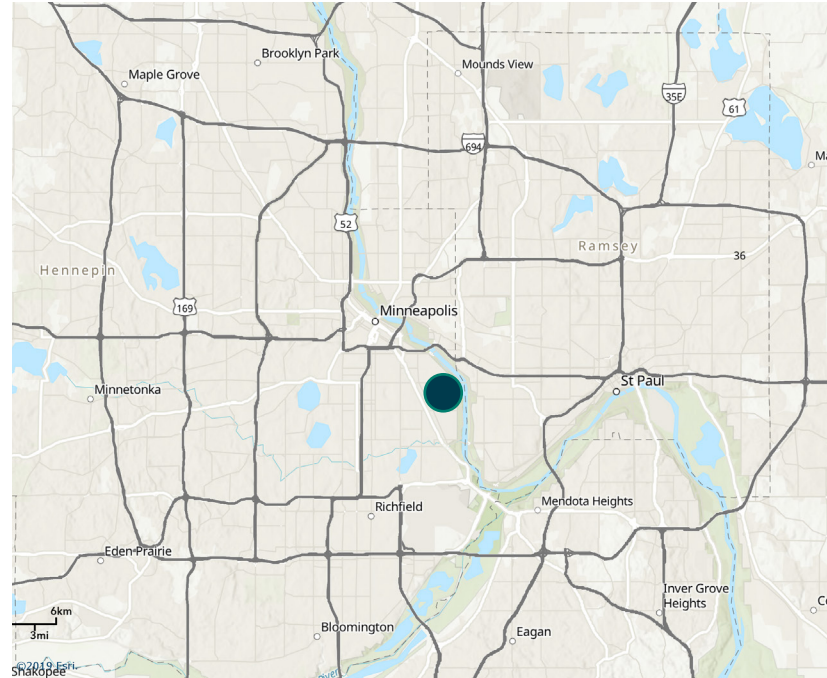 Brooklyn Park
Maple Grove
Mounds View
35E
61
694
52
Ramsey
36
Hennepin
169
Minneapolis
St Paul
Minnetonka
Mendota Heights
Richfield
Eden Prairie
Inver Grove
Heights
6km
3mi
Bloomington
Eagan
©2019 Esri.
Shakopee